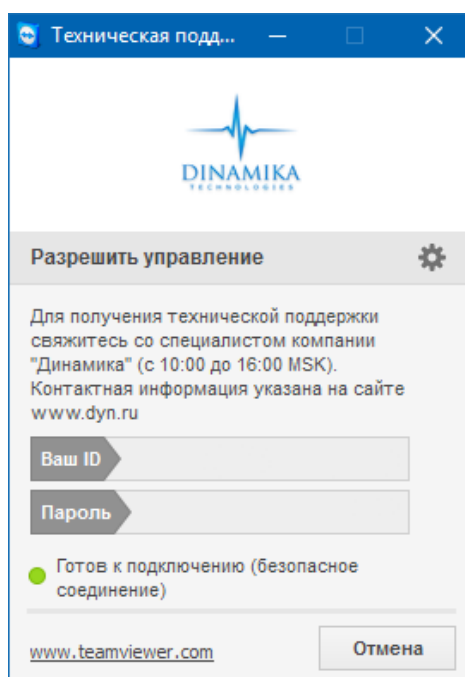 Техническая подд...
DINAMIKA
TECHNOLOGIES
Разрешить управление
Для получения технической поддержки
свяжитесь со специалистом компании
"Динамика" (с 10:00 до 16:00 MSK).
Контактная информация указана на сайте
www.dyn.ru
Ваш ID
Пароль
Готов к подключению (безопасное
соединение)
www.teamviewer.com
Отмена